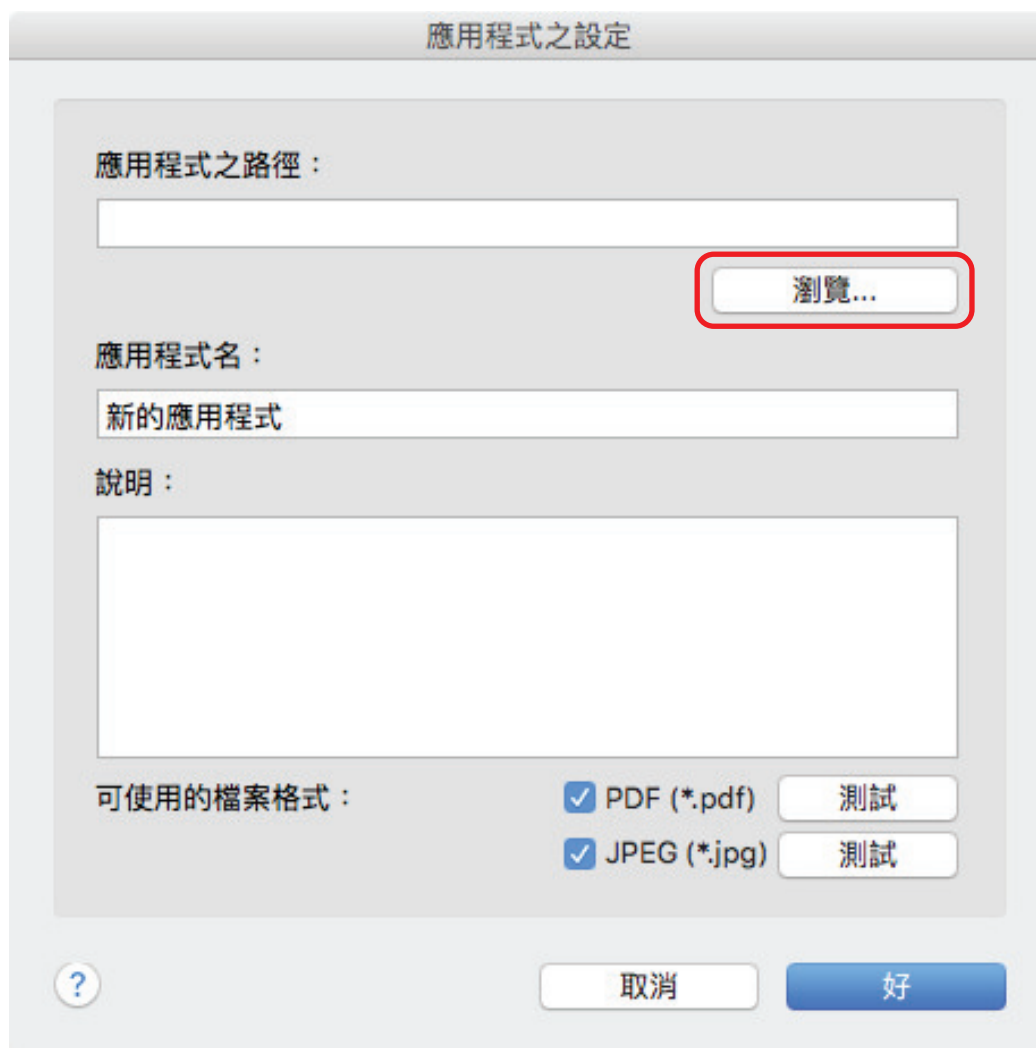 應用程式之設定
應用程式之路徑：
瀏覽...
應用程式名：
新的應用程式
說明：
可使用的檔案格式： PDF (*.pdf) 測試
JPEG (*.jpg) 測試
? 取消 好